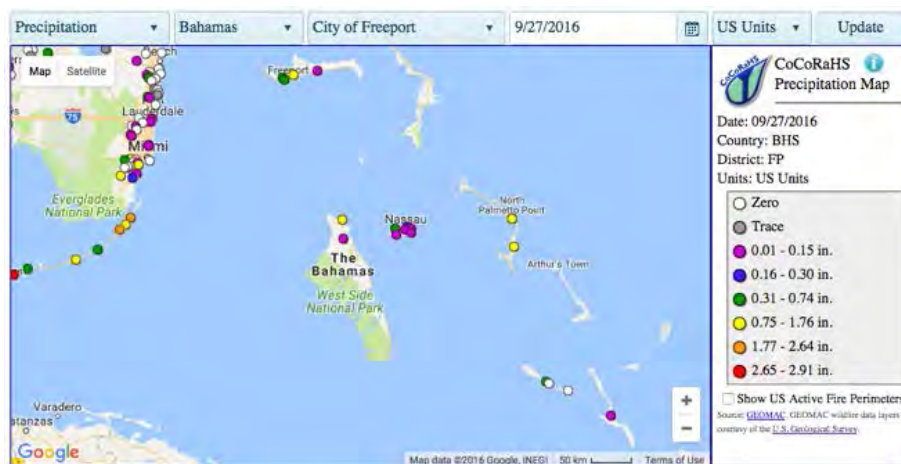 Precipitation
Bahamas
City of Freeport
9/27/2016
US Units
Update
Map Satellite
CoCoRaHS
CoCoRaHS
Precipitation Map
Date: 09/27/2016
Country: BHS
District: FP
Units: US Units
Zero
Trace
0.01 - 0.15 in.
0.16 - 0.30 in.
0.31 - 0.74 in.
0.75 - 1.76 in.
1.77 - 2.64 in.
2.65 - 2.91 in.
Show US Active Fire Perimeters
Source: GEOMAC. GEOMAC wildfire data layers
courtesy of the U.S. Geological Survey.
Freeport
75
Lauderdale
Miami
Everglades
National Park
Nassau
North
Palmetto Point
The
Bahamas
West Side
National Park
Arthur's Town
Varadero
atanzas
+
−
Google
Map data ©2016 Google, INEGI
50 km
Terms of Use